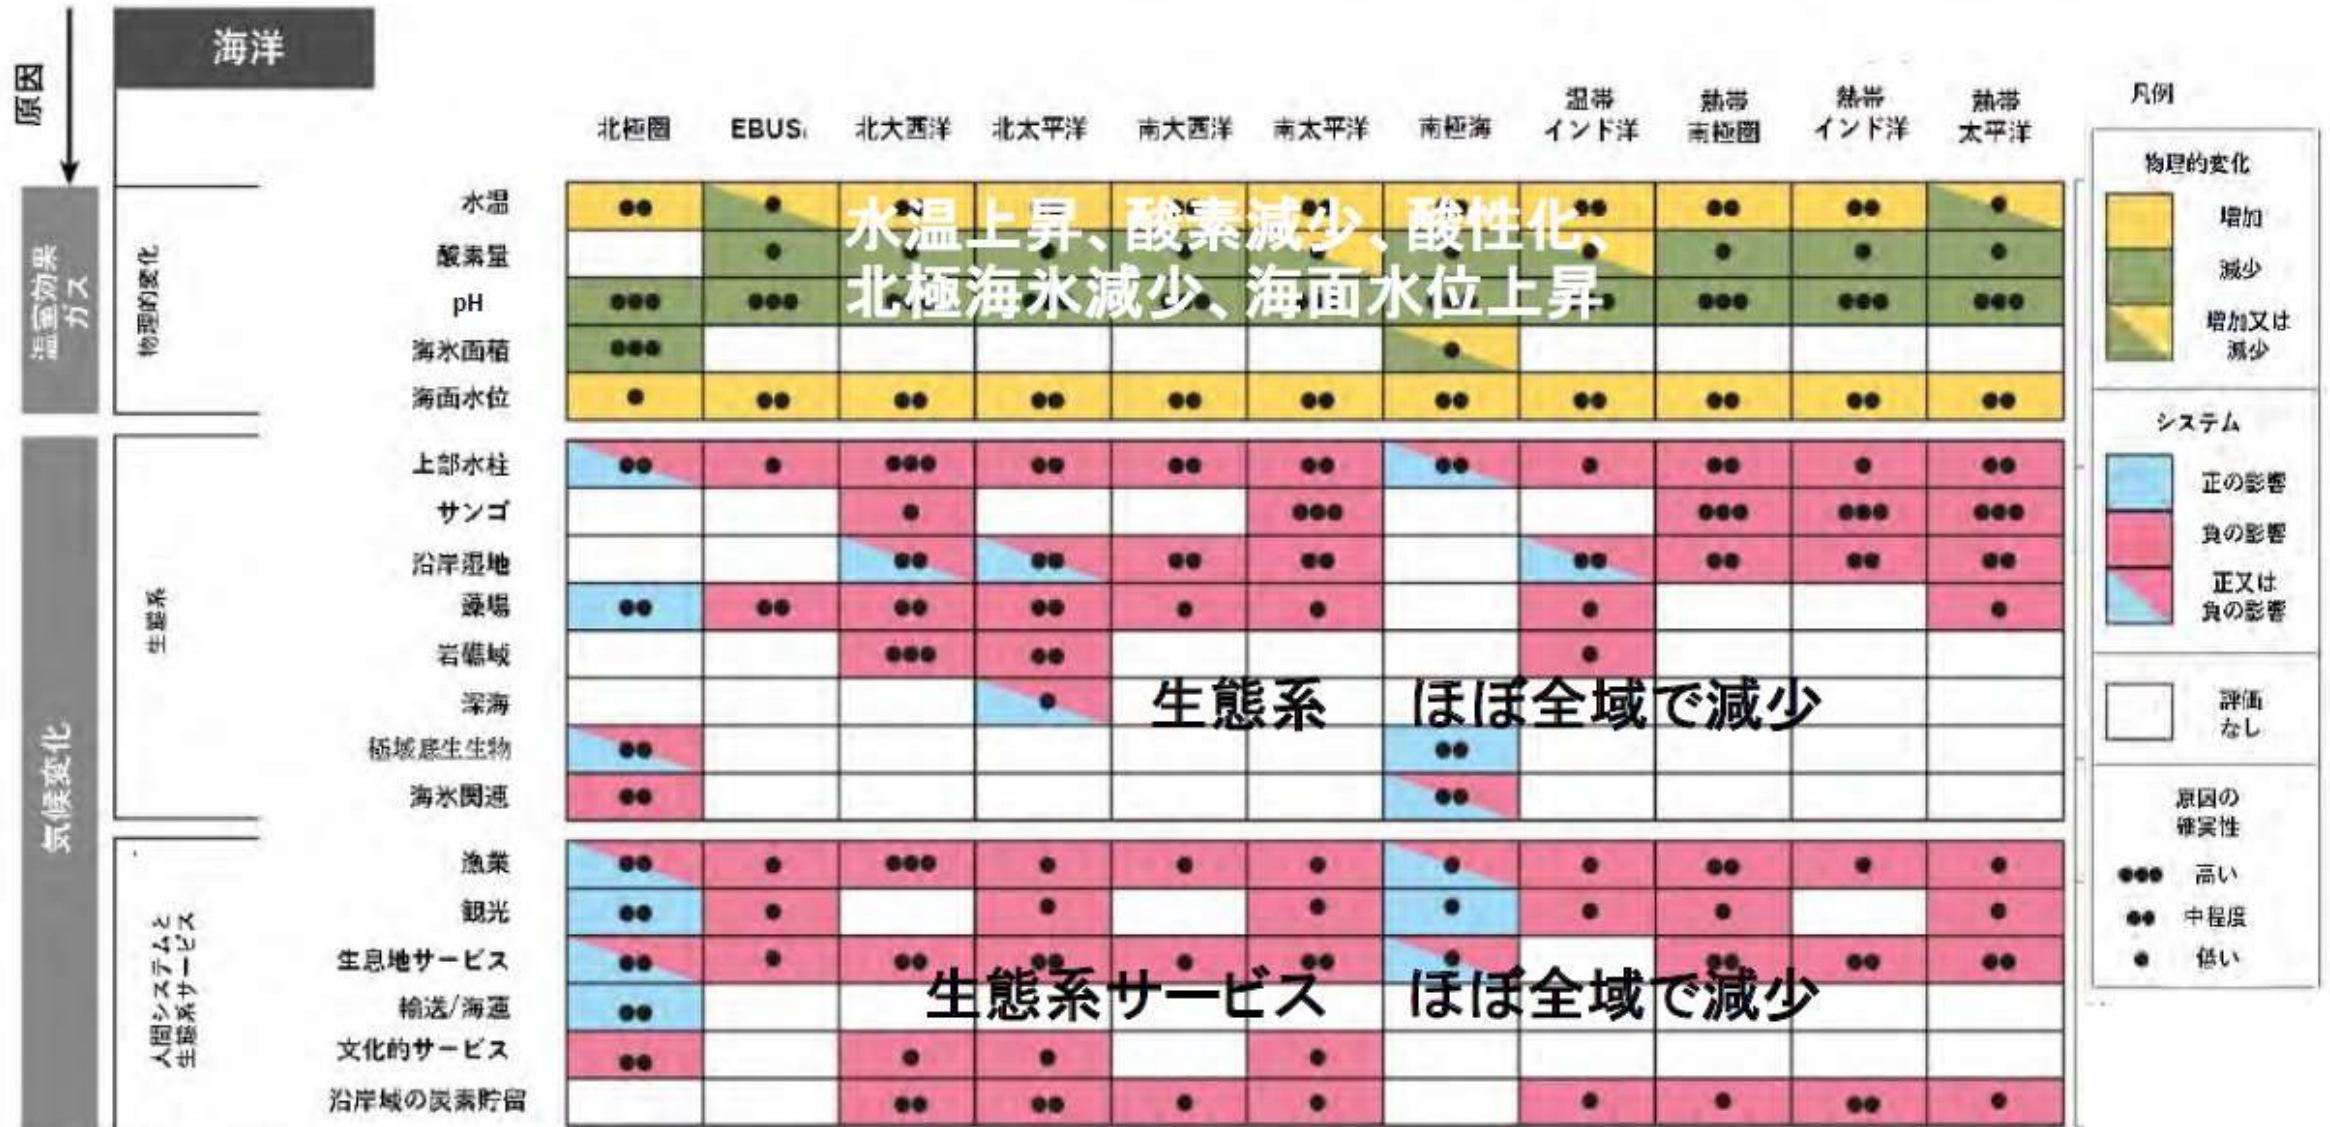 原因
海洋
北極圏
EBUS
北大西洋
北太平洋
南大西洋
南太平洋
南極海
温帯
インド洋
熱帯
南極圏
熱帯
インド洋
熱帯
太平洋
温室効果
ガス
物理的変化
水温
酸素量
pH
海氷面積
海面水位
水温上昇、酸素減少、酸性化、
北極海氷減少、海面水位上昇
気候変化
生態系
上部水柱
サンゴ
沿岸湿地
藻場
岩礁域
深海
極域底生生物
海氷関連
生態系 ほぼ全域で減少
人間システムと
生態系サービス
漁業
観光
生息地サービス
輸送/海運
文化的サービス
沿岸域の炭素貯留
生態系サービス ほぼ全域で減少
凡例
物理的変化
増加
減少
増加又は
減少
システム
正の影響
負の影響
正又は
負の影響
評価
なし
原因の
確実性
高い
中程度
低い